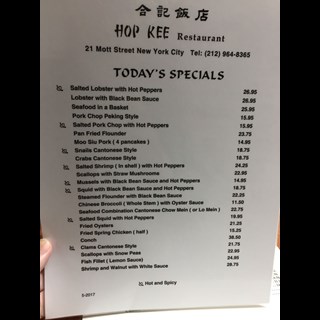 合記飯店
HOP KEE Restaurant
21 Mott Street New York City Tel: (212) 964-8365
TODAY'S SPECIALS
Salted Lobster with Hot Peppers 26.95
Lobster with Black Bean Sauce 26.95
Seafood in a Basket 25.95
Pork Chop Peking Style 15.95
Salted Pork Chop with Hot Peppers 15.95
Pan Fried Flounder 23.75
Moo Siu Pork ( 4 pancakes ) 14.95
Snails Cantonese Style 18.75
Crabs Cantonese Style 18.75
Salted Shrimp ( In shell ) with Hot Peppers 24.25
Scallops with Straw Mushrooms 22.95
Mussels with Black Bean Sauce and Hot Peppers 14.95
Squid with Black Bean Sauce and Hot Peppers 18.75
Steamed Flounder with Black Bean Sauce 22.25
Chinese Broccoli ( Whole Stem ) with Oyster Sauce 11.50
Seafood Combination Cantonese Chow Mein ( or Lo Mein ) 22.75
Salted Squid with Hot Peppers 19.95
Fried Oysters 21.25
Fried Spring Chicken ( half ) 15.25
Conch 38.50
Clams Cantonese Style 21.75
Scallops with Snow Peas 22.95
Fish Fillet ( Lemon Sauce) 24.65
Shrimp and Walnut with White Sauce 28.75
Hot and Spicy
5-2017